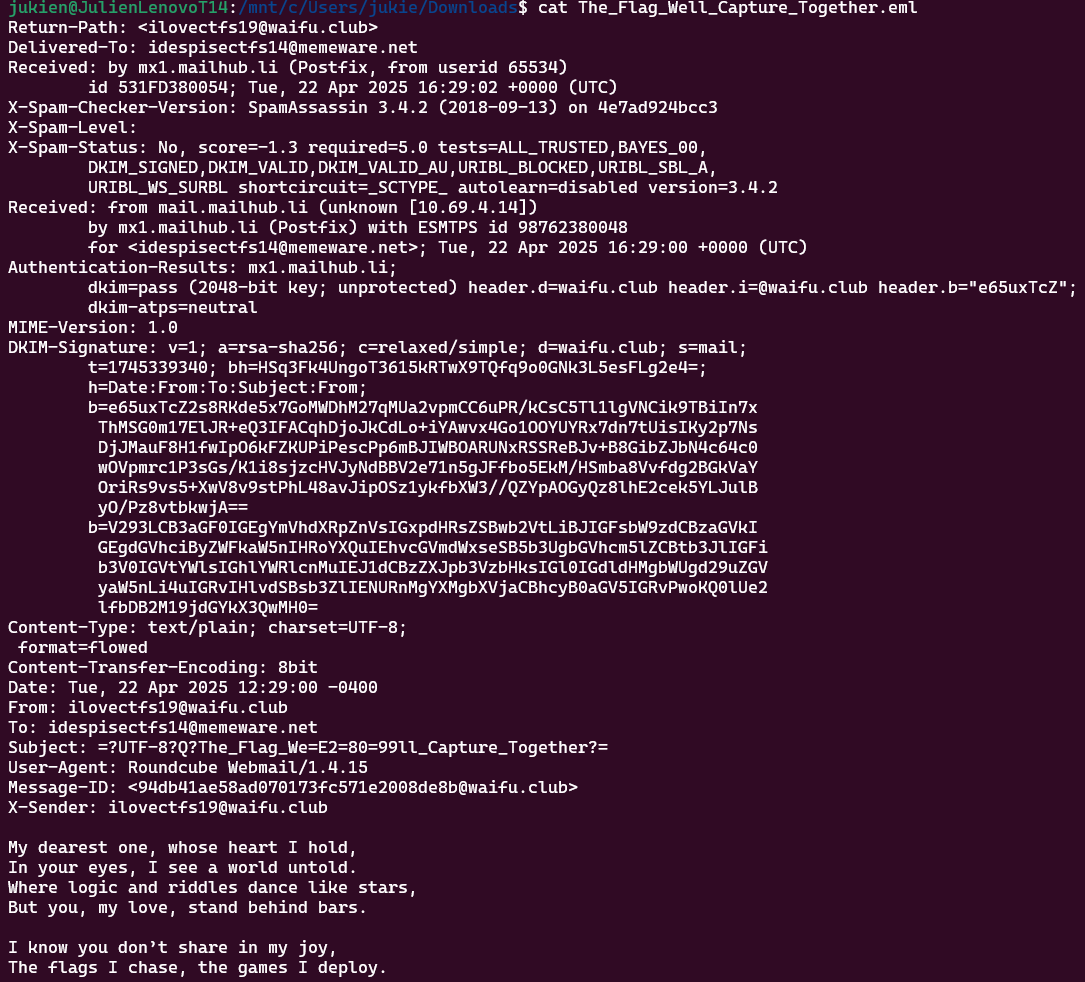 jukien@JulienLenovoT14:/mnt/c/Users/jukie/Downloads$ cat The_Flag_Well_Capture_Together.eml
Return-Path: <ilovectfs19@waifu.club>
Delivered-To: idespisectfs14@memeware.net
Received: by mx1.mailhub.li (Postfix, from userid 65534)
        id 531FD380054; Tue, 22 Apr 2025 16:29:02 +0000 (UTC)
X-Spam-Checker-Version: SpamAssassin 3.4.2 (2018-09-13) on 4e7ad924bcc3
X-Spam-Level:
X-Spam-Status: No, score=-1.3 required=5.0 tests=ALL_TRUSTED,BAYES_00,
        DKIM_SIGNED,DKIM_VALID,DKIM_VALID_AU,URIBL_BLOCKED,URIBL_SBL_A,
        URIBL_WS_SURBL shortcircuit=_SCTYPE_ autolearn=disabled version=3.4.2
Received: from mail.mailhub.li (unknown [10.69.4.14])
        by mx1.mailhub.li (Postfix) with ESMTPS id 98762380048
        for <idespisectfs14@memeware.net>; Tue, 22 Apr 2025 16:29:00 +0000 (UTC)
Authentication-Results: mx1.mailhub.li;
        dkim=pass (2048-bit key; unprotected) header.d=waifu.club header.i=@waifu.club header.b="e65uxTcZ";
        dkim-atps=neutral
MIME-Version: 1.0
DKIM-Signature: v=1; a=rsa-sha256; c=relaxed/simple; d=waifu.club; s=mail;
        t=1745339340; bh=HSq3Fk4UngoT3615kRTwX9TQfq9o0GNk3L5esFLg2e4=;
        h=Date:From:To:Subject:From;
        b=e65uxTcZ2s8RKde5x7GoMWDhM27qMUa2vpmCC6uPR/kCsC5Tl1lgVNCik9TBiIn7x
         ThMSG0m17ElJR+eQ3IFACqhDjoJkCdLo+iYAwvx4Go1OOYUYRx7dn7tUisIKy2p7Ns
         DjJMauF8H1fwIpO6kFZKUPiPescPp6mBJIWBOARUNxRSSReBJv+B8GibZJbN4c64c0
         wOVpmrc1P3sGs/K1i8sjzcHVJyNdBBV2e71n5gJFfbo5EkM/HSmba8Vvfdg2BGkVaY
         OriRs9vs5+XwV8v9stPhL48avJipOSz1ykfbXW3//QZYpAOGyQz8lhE2cek5YLJulB
         yO/Pz8vtbkwjA==
        b=V293LCB3aGF0IGEgYmVhdXRpZnVsIGxpdHRsZSBwb2VtLiBJIGFsbW9zdCBzaGVkI
         GEgdGVhciByZWFkaW5nIHRoYXQuIEhvcGVmdWxseSB5b3UgbGVhcm5lZCBtb3JlIGFi
         b3V0IGVtYWlsIGhlYWRlcnMuIEJ1dCBzZXJpb3VzbHksIGl0IGdldHMgbWUgd29uZGV
         yaW5nLi4uIGRvIHlvdSBsb3ZlIENURnMgYXMgbXVjaCBhcyB0aGV5IGRvPwoKQ0lUe2
         lfbDB2M19jdGYkX3QwMH0=
Content-Type: text/plain; charset=UTF-8;
 format=flowed
Content-Transfer-Encoding: 8bit
Date: Tue, 22 Apr 2025 12:29:00 -0400
From: ilovectfs19@waifu.club
To: idespisectfs14@memeware.net
Subject: =?UTF-8?Q?The_Flag_We=E2=80=99ll_Capture_Together?=
User-Agent: Roundcube Webmail/1.4.15
Message-ID: <94db41ae58ad070173fc571e2008de8b@waifu.club>
X-Sender: ilovectfs19@waifu.club

My dearest one, whose heart I hold,
In your eyes, I see a world untold.
Where logic and riddles dance like stars,
But you, my love, stand behind bars.

I know you don’t share in my joy,
The flags I chase, the games I deploy.